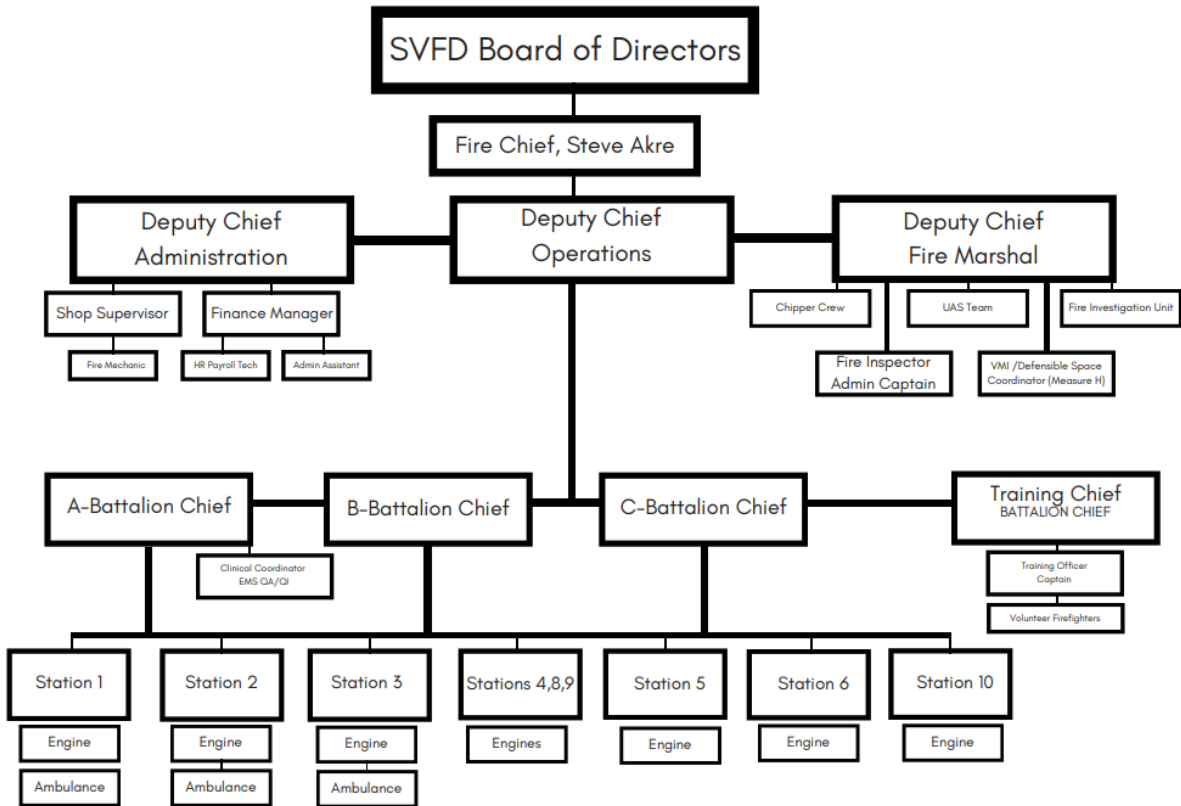 SVFD Board of Directors
Fire Chief, Steve Akre
Deputy Chief
Administration
Deputy Chief
Operations
Deputy Chief
Fire Marshal
Shop Supervisor
Finance Manager
Chipper Crew
UAS Team
Fire Investigation Unit
Fire Mechanic
HR Payroll Tech
Admin Assistant
Fire Inspector
Admin Captain
VMI /Defensible Space
Coordinator (Measure H)
A-Battalion Chief
B-Battalion Chief
C-Battalion Chief
Training Chief
BATTALION CHIEF
Clinical Coordinator
EMS QA/QI
Training Officer
Captain
Volunteer Firefighters
Station 1
Station 2
Station 3
Stations 4,8,9
Station 5
Station 6
Station 10
Engine
Engine
Engine
Engines
Engine
Engine
Engine
Ambulance
Ambulance
Ambulance